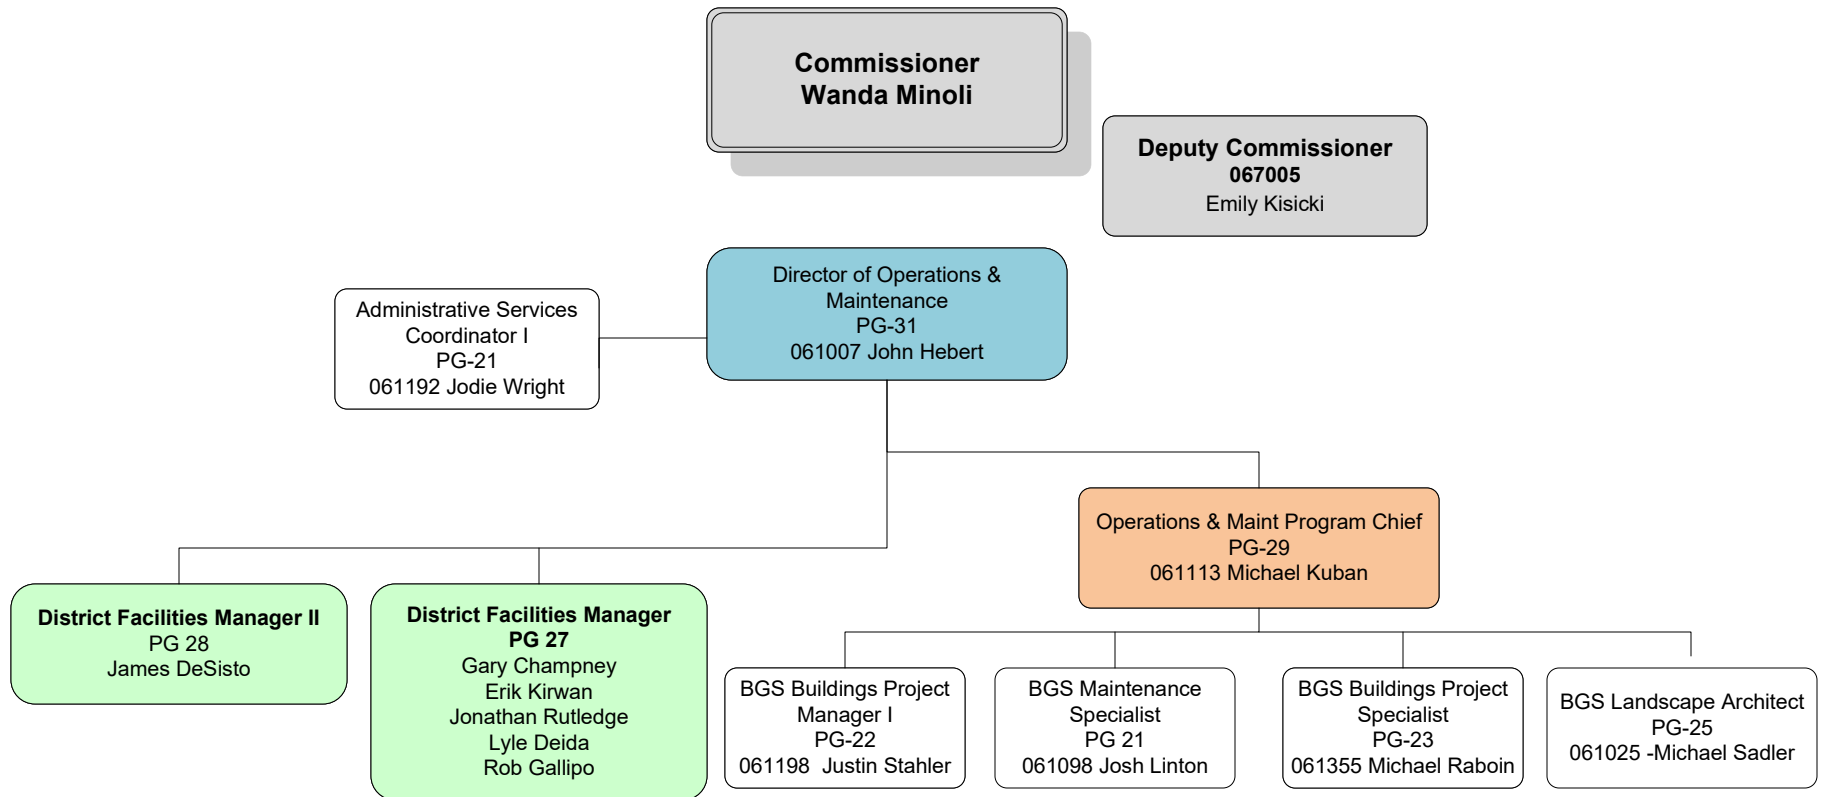 Commissioner
Wanda Minoli
Deputy Commissioner
067005
Emily Kisicki
Director of Operations &
Maintenance
PG-31
061007 John Hebert
Administrative Services
Coordinator I
PG-21
061192 Jodie Wright
Operations & Maint Program Chief
PG-29
061113 Michael Kuban
District Facilities Manager II
PG 28
James DeSisto
District Facilities Manager
PG 27
Gary Champney
Erik Kirwan
Jonathan Rutledge
Lyle Deida
Rob Gallipo
BGS Buildings Project
Manager I
PG-22
061198  Justin Stahler
BGS Maintenance
Specialist
PG 21
061098 Josh Linton
BGS Buildings Project
Specialist
PG-23
061355 Michael Raboin
BGS Landscape Architect
PG-25
061025 -Michael Sadler